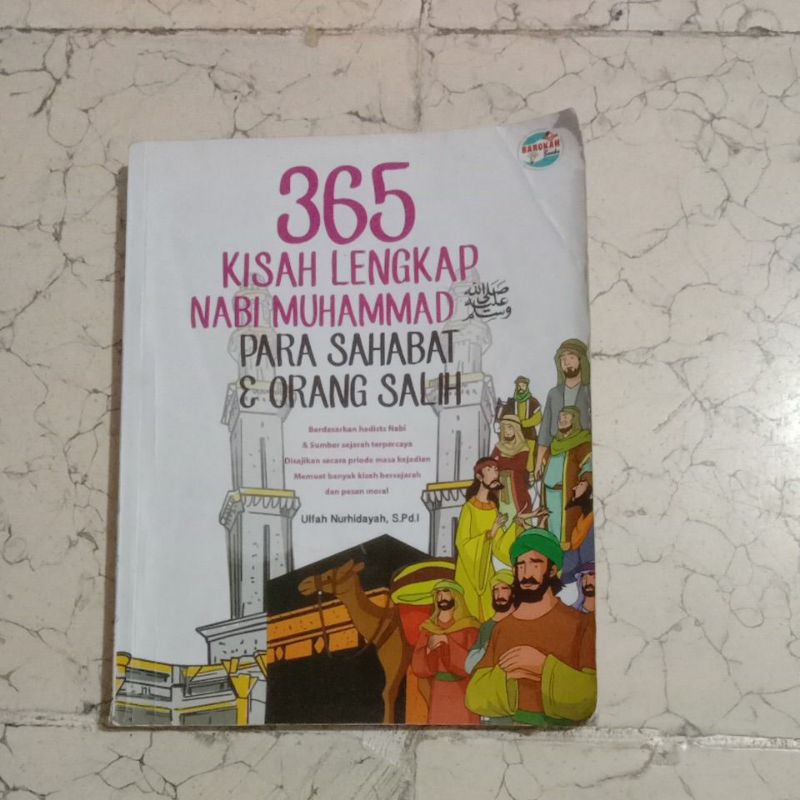 BAROKAH
Books
365
KISAH LENGKAP
NABI MUHAMMAD ﷺ
PARA SAHABAT
& ORANG SALIH
Berdasarkan hadists Nabi
& Sumber sejarah terpercaya
Disajikan secara priode masa kejadian
Memuat banyak kisah bersejarah
dan pesan moral
Ulfah Nurhidayah, S.Pd.I